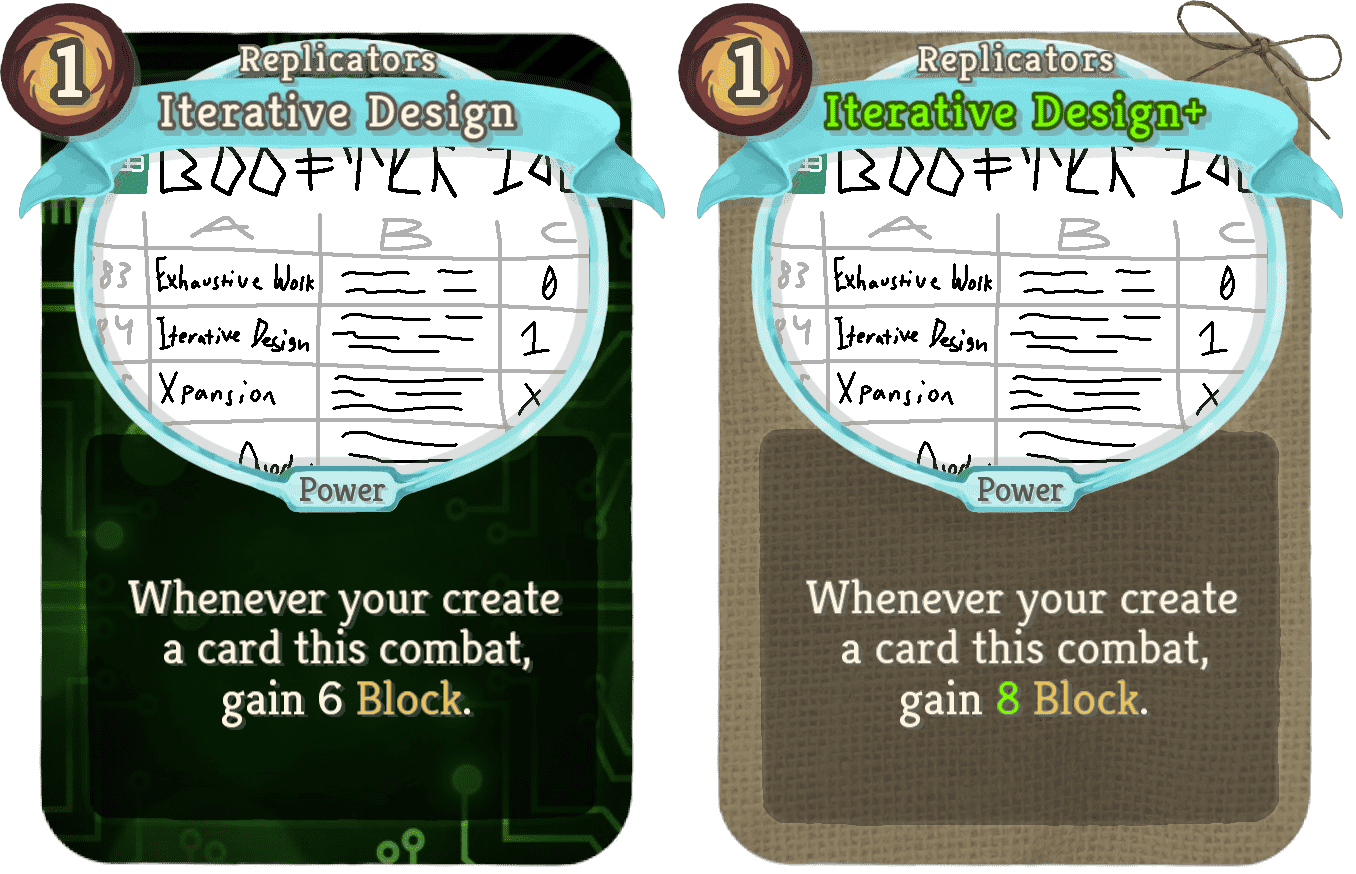 1
Replicators
Iterative Design
A B C
83 Exhaustive Work 0
84 Iterative Design 1
Xpansion X
Power
Whenever your create
a card this combat,
gain 6 Block.
1
Replicators
Iterative Design+
A B C
83 Exhaustive Work 0
84 Iterative Design 1
Xpansion X
Power
Whenever your create
a card this combat,
gain 8 Block.